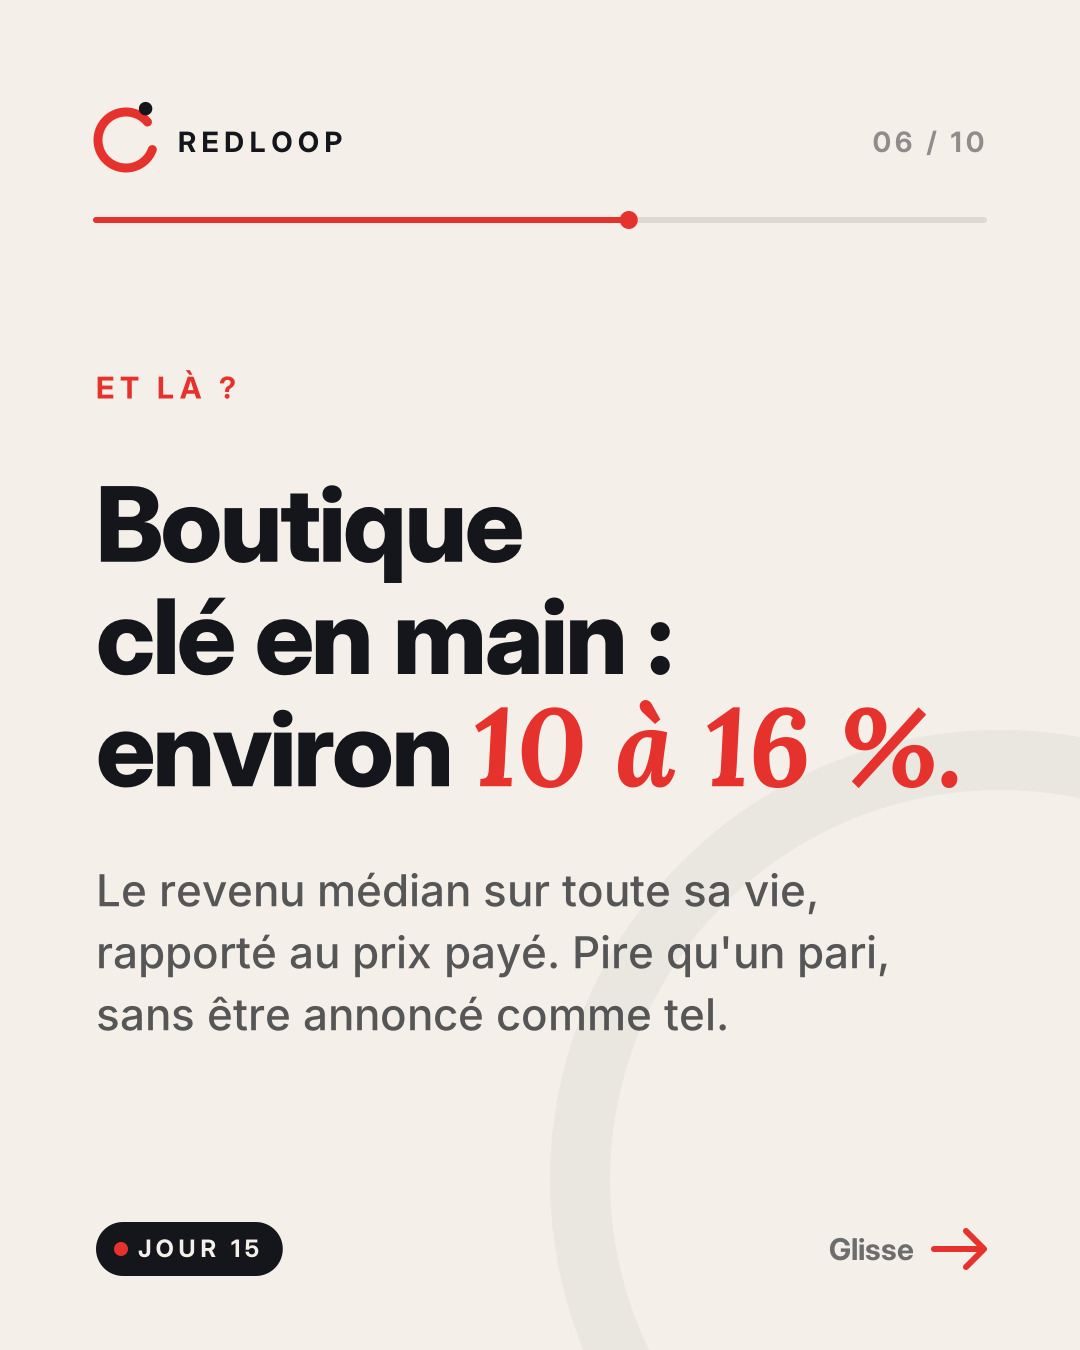 REDLOOP
06 / 10
ET LÀ ?
Boutique
clé en main :
environ 10 à 16 %.
Le revenu médian sur toute sa vie,
rapporté au prix payé. Pire qu'un pari,
sans être annoncé comme tel.
JOUR 15
Glisse